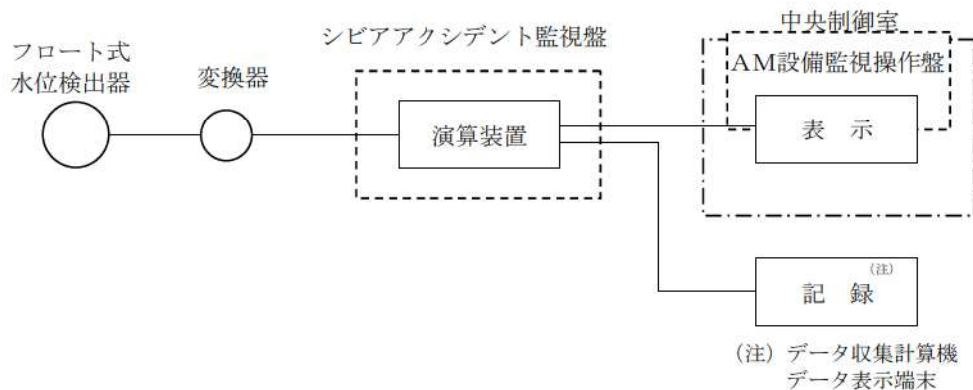 フロート式
水位検出器
変換器
シビアアクシデント監視盤
演算装置
中央制御室
AM設備監視操作盤
表 示
記 録 (注)
(注) データ収集計算機
データ表示端末